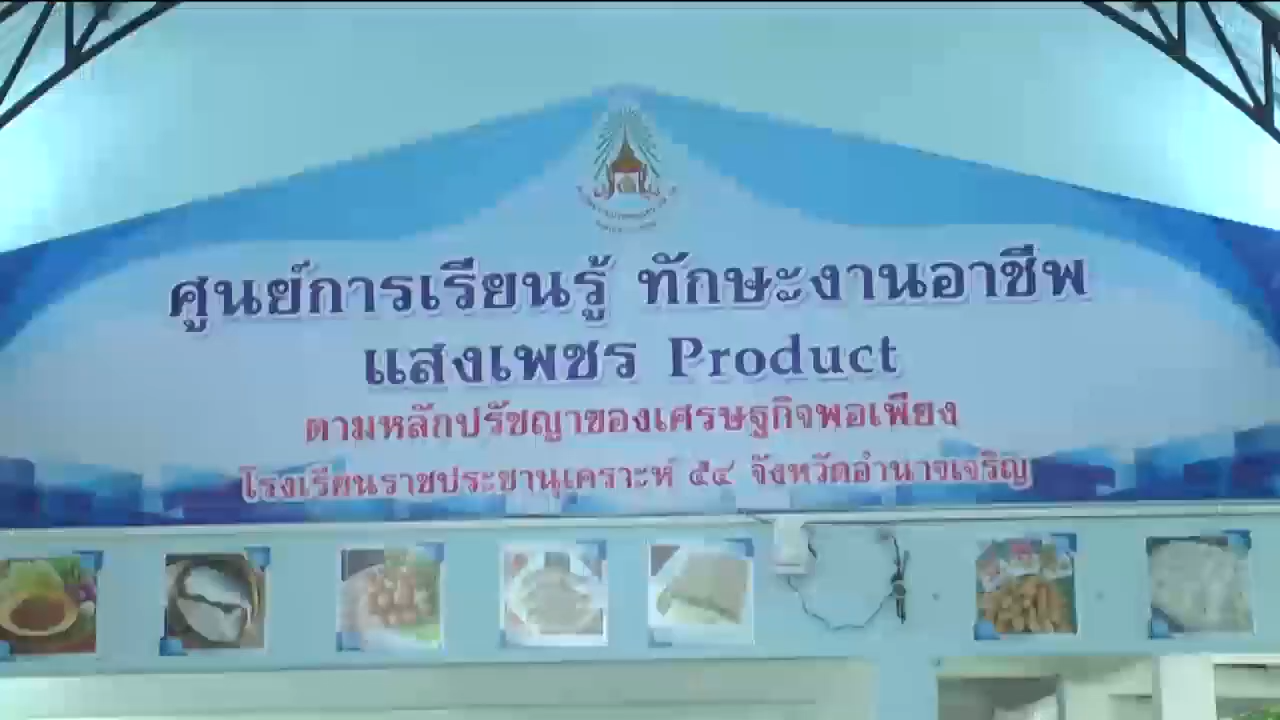 ศูนย์การเรียนรู้ ทักษะงานอาชีพ
แสงเพชร Product
ตามหลักปรัชญาของเศรษฐกิจพอเพียง
โรงเรียนราชประชานุเคราะห์ ๕๔ จังหวัดอำนาจเจริญ